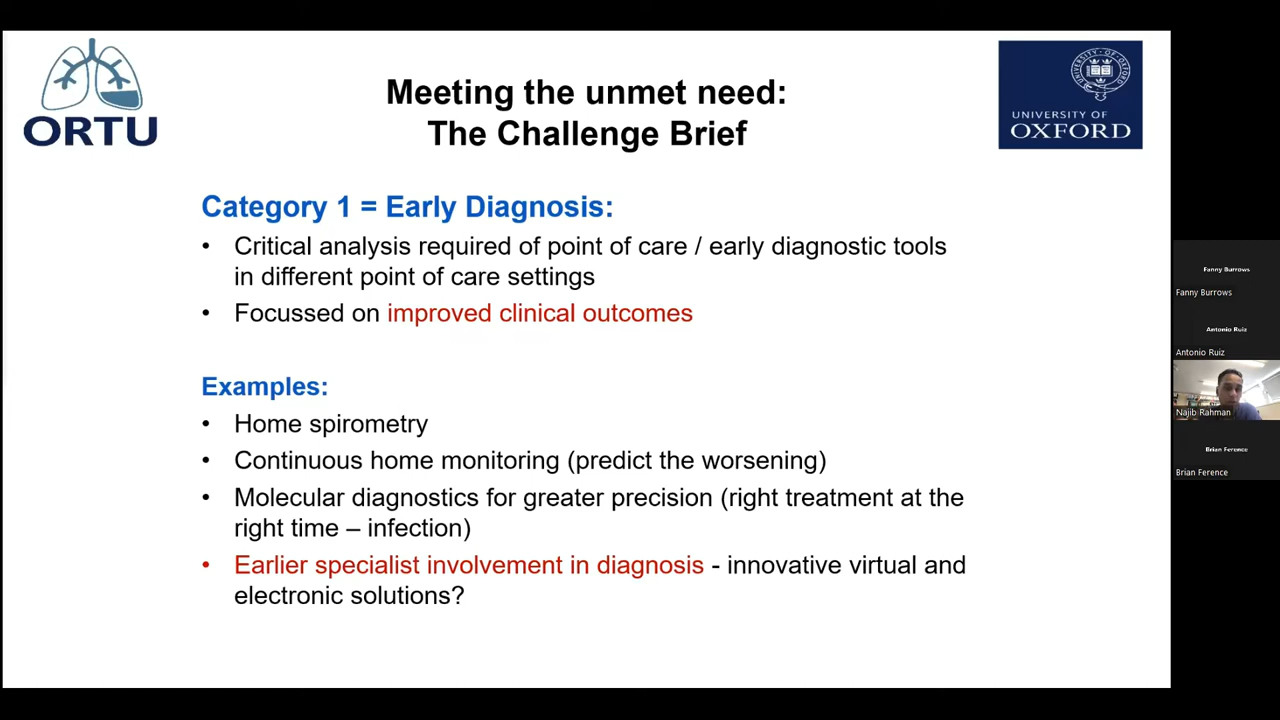 ORTU
Meeting the unmet need:
The Challenge Brief
UNIVERSITY OF
OXFORD
Category 1 = Early Diagnosis:
• Critical analysis required of point of care / early diagnostic tools
in different point of care settings
• Focussed on improved clinical outcomes
Examples:
• Home spirometry
• Continuous home monitoring (predict the worsening)
• Molecular diagnostics for greater precision (right treatment at the
right time – infection)
• Earlier specialist involvement in diagnosis - innovative virtual and
electronic solutions?
Fanny Burrows
Fanny Burrows
Antonio Ruiz
Antonio Ruiz
Najib Rahman
Brian Ference
Brian Ference